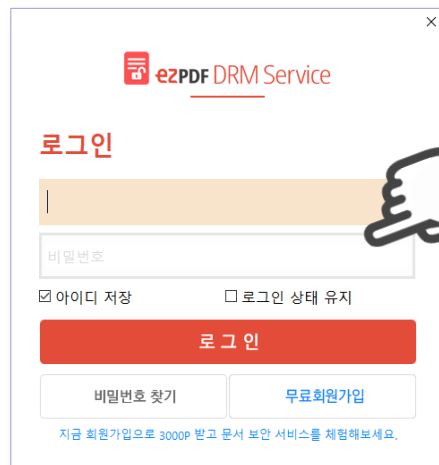 ezPDF DRM Service
로그인
비밀번호
아이디 저장 로그인 상태 유지
로그인
비밀번호 찾기 무료회원가입
지금 회원가입으로 3000P 받고 문서 보안 서비스를 체험해보세요.